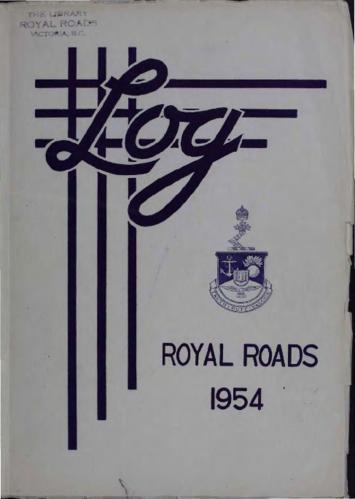 THE LIBRARY
ROYAL ROADS
VICTORIA, B.C.
Log
ROYAL ROADS
1954